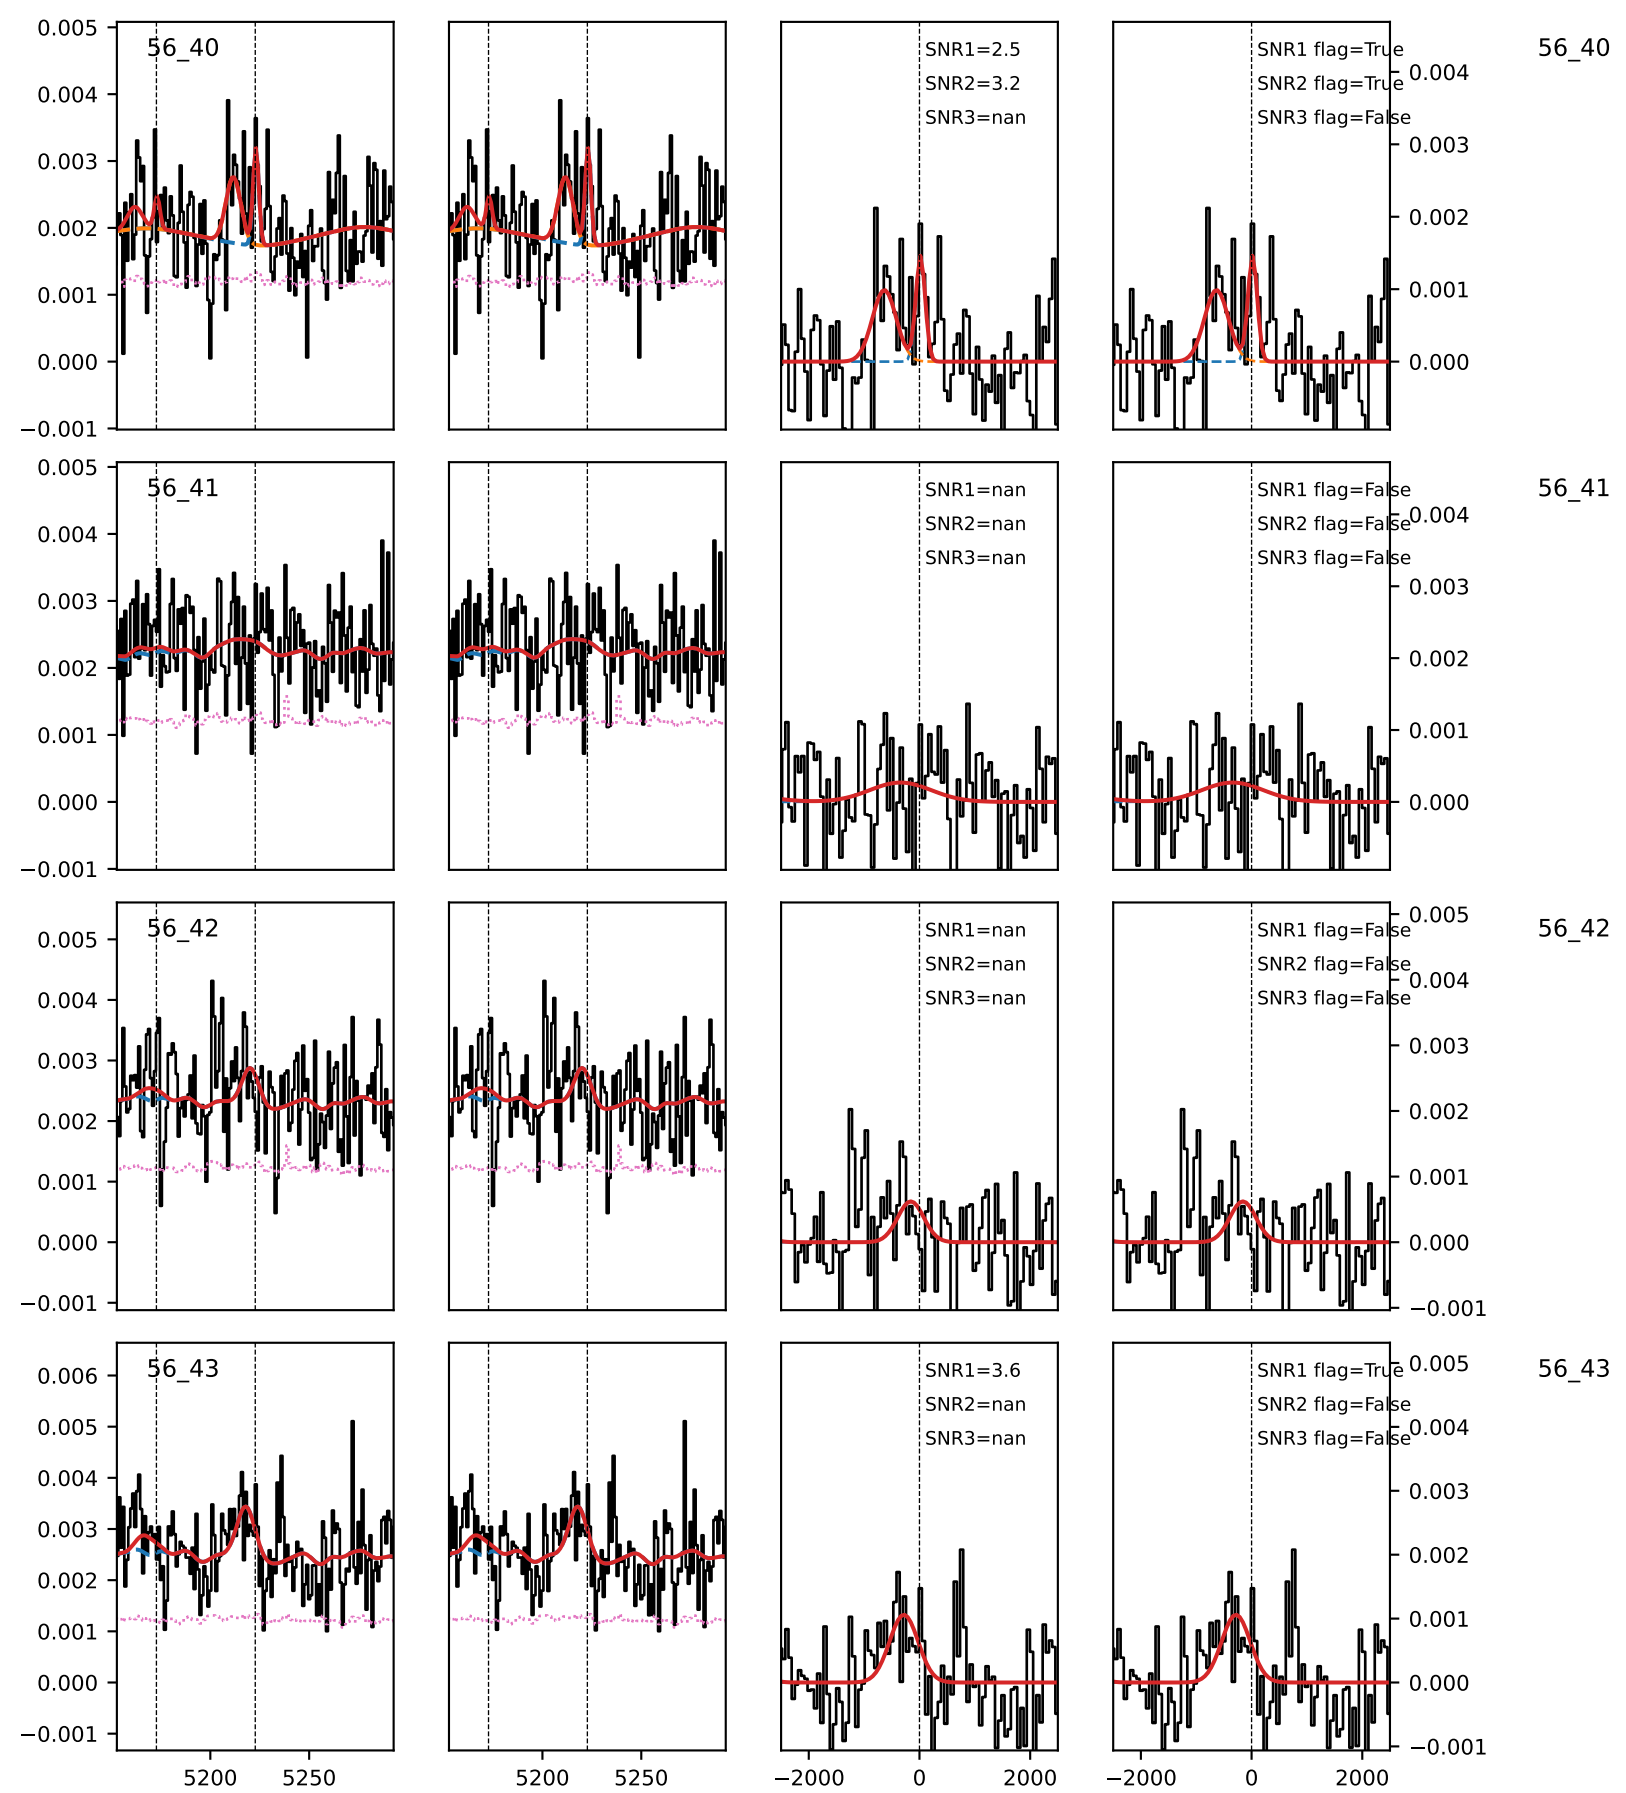 0.005
0.004
0.003
0.002
0.001
0.000
−0.001
56_40
SNR1=2.5
SNR2=3.2
SNR3=nan
SNR1 flag=True
SNR2 flag=True
SNR3 flag=False
0.004
0.003
0.002
0.001
0.000
56_40
0.005
0.004
0.003
0.002
0.001
0.000
−0.001
56_41
SNR1=nan
SNR2=nan
SNR3=nan
SNR1 flag=False
SNR2 flag=False
SNR3 flag=False
0.004
0.003
0.002
0.001
0.000
56_41
0.005
0.004
0.003
0.002
0.001
0.000
−0.001
56_42
SNR1=nan
SNR2=nan
SNR3=nan
SNR1 flag=False
SNR2 flag=False
SNR3 flag=False
0.005
0.004
0.003
0.002
0.001
0.000
−0.001
56_42
0.006
0.005
0.004
0.003
0.002
0.001
0.000
−0.001
56_43
SNR1=3.6
SNR2=nan
SNR3=nan
SNR1 flag=True
SNR2 flag=False
SNR3 flag=False
0.005
0.004
0.003
0.002
0.001
0.000
−0.001
56_43
5200 5250
5200 5250
−2000 0 2000
−2000 0 2000